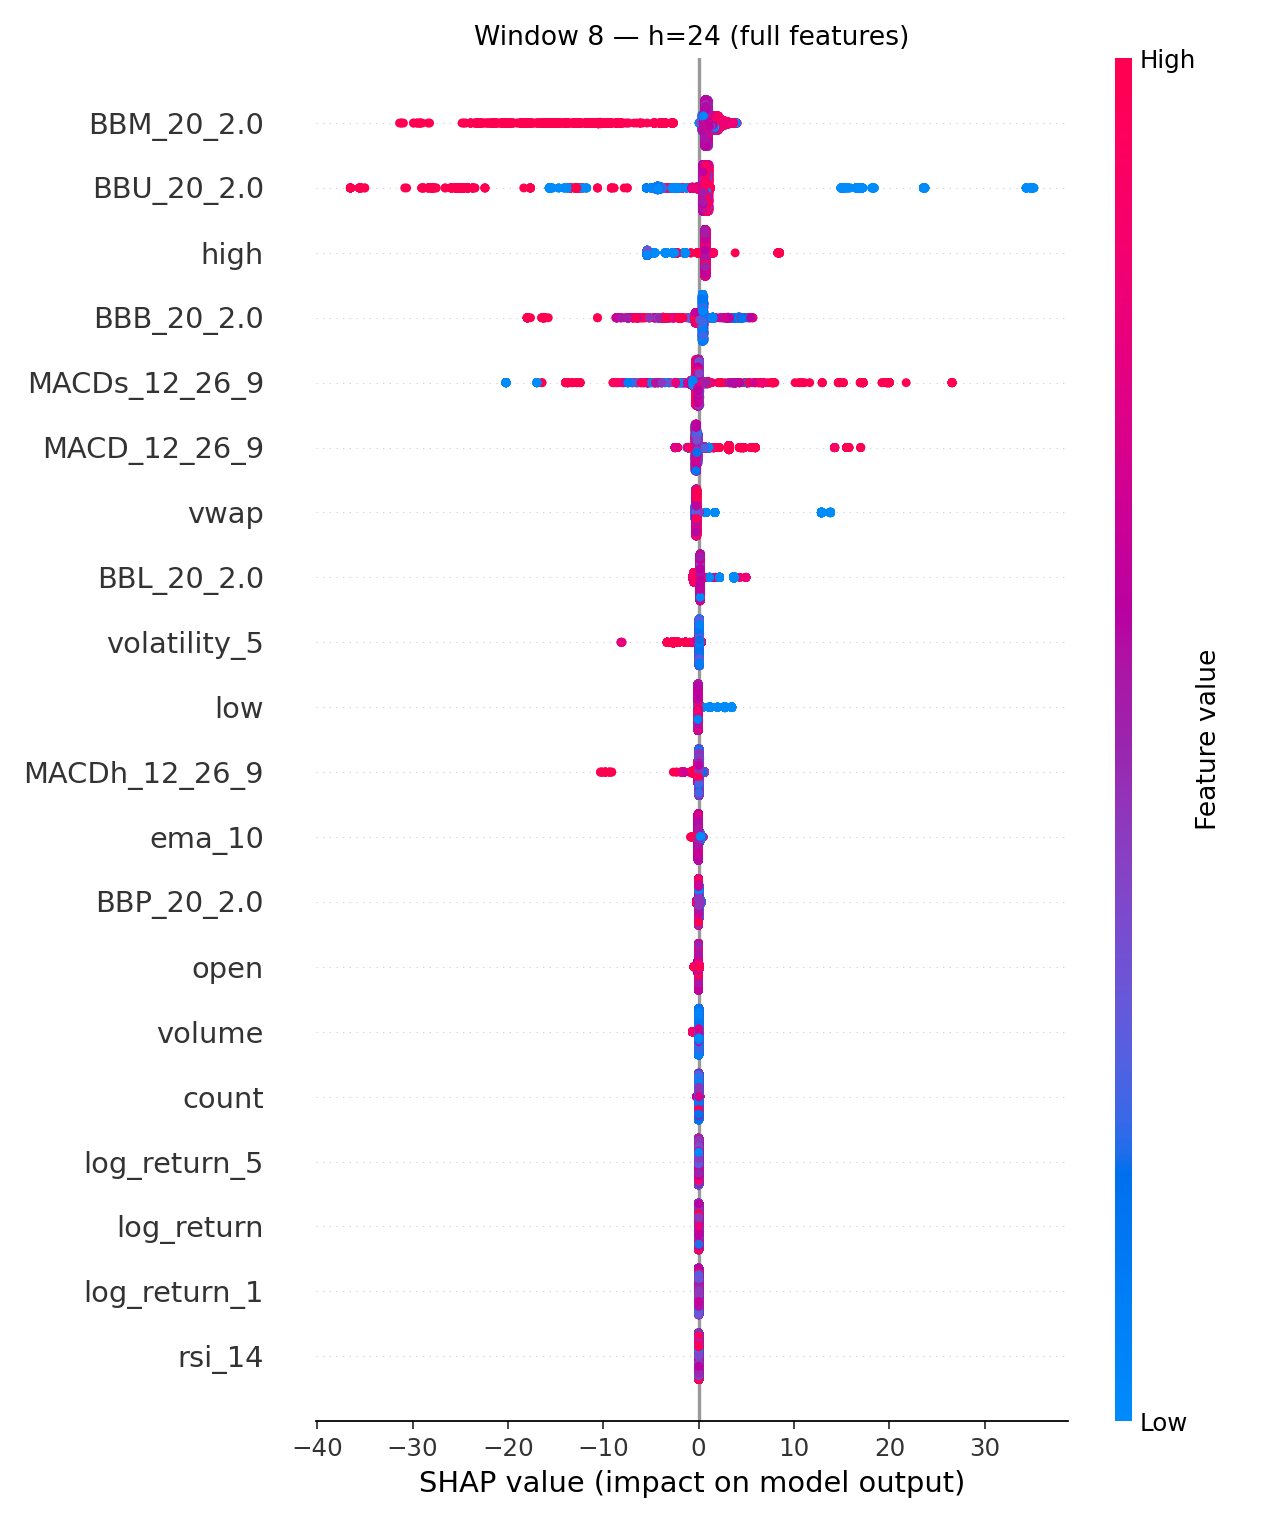 Window 8 — h=24 (full features)
High
BBM_20_2.0
BBU_20_2.0
high
BBB_20_2.0
MACDs_12_26_9
MACD_12_26_9
vwap
BBL_20_2.0
volatility_5
low
MACDh_12_26_9
ema_10
BBP_20_2.0
open
volume
count
log_return_5
log_return
log_return_1
rsi_14
Feature value
Low
−40 −30 −20 −10 0 10 20 30
SHAP value (impact on model output)